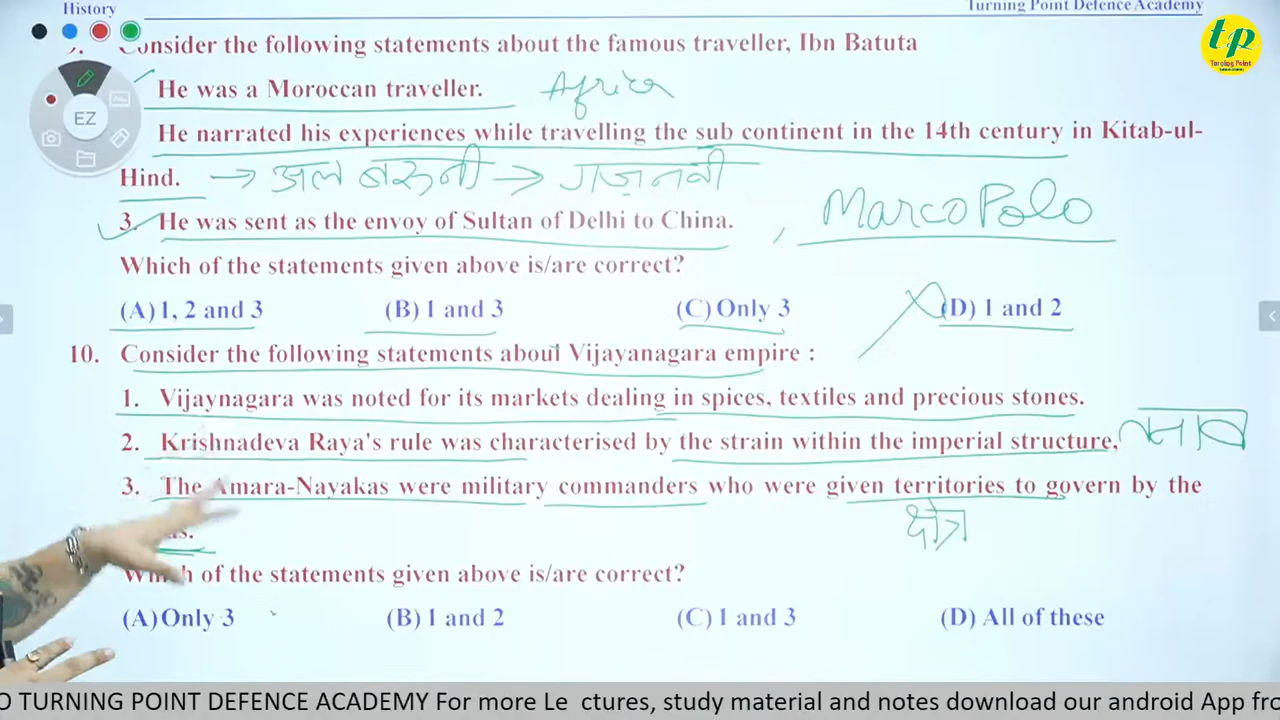 History
Turning Point Defence Academy
tp
Turning Point
Consider the following statements about the famous traveller, Ibn Batuta
He was a Moroccan traveller. Africa
He narrated his experiences while travelling the sub continent in the 14th century in Kitab-ul-
Hind. → अल बरूनी → गज़नवी
3. He was sent as the envoy of Sultan of Delhi to China. , Marco Polo
EZ
Which of the statements given above is/are correct?
(A) 1, 2 and 3 (B) 1 and 3 (C) Only 3 (D) 1 and 2
10. Consider the following statements about Vijayanagara empire :
1. Vijaynagara was noted for its markets dealing in spices, textiles and precious stones.
2. Krishnadeva Raya's rule was characterised by the strain within the imperial structure,
3. The Amara-Nayakas were military commanders who were given territories to govern by the
क्षेत्र
Which of the statements given above is/are correct?
(A) Only 3 (B) 1 and 2 (C) 1 and 3 (D) All of these
O TURNING POINT DEFENCE ACADEMY For more Le ctures, study material and notes download our android App fro